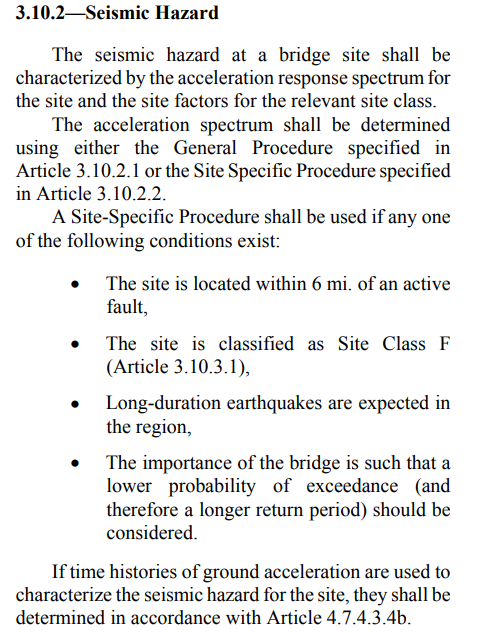 3.10.2—Seismic Hazard
The seismic hazard at a bridge site shall be
characterized by the acceleration response spectrum for
the site and the site factors for the relevant site class.
The acceleration spectrum shall be determined
using either the General Procedure specified in
Article 3.10.2.1 or the Site Specific Procedure specified
in Article 3.10.2.2.
A Site-Specific Procedure shall be used if any one
of the following conditions exist:
• The site is located within 6 mi. of an active
fault,
• The site is classified as Site Class F
(Article 3.10.3.1),
• Long-duration earthquakes are expected in
the region,
• The importance of the bridge is such that a
lower probability of exceedance (and
therefore a longer return period) should be
considered.
If time histories of ground acceleration are used to
characterize the seismic hazard for the site, they shall be
determined in accordance with Article 4.7.4.3.4b.